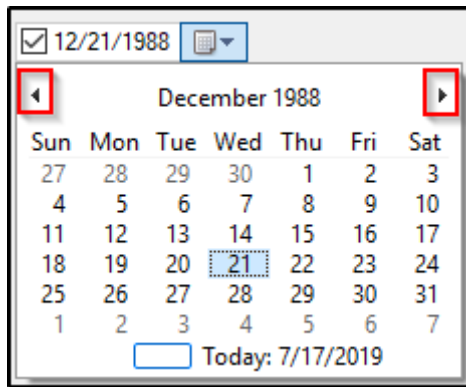 12/21/1988
December 1988
Sun Mon Tue Wed Thu Fri Sat
27 28 29 30 1 2 3
4 5 6 7 8 9 10
11 12 13 14 15 16 17
18 19 20 21 22 23 24
25 26 27 28 29 30 31
1 2 3 4 5 6 7
Today: 7/17/2019